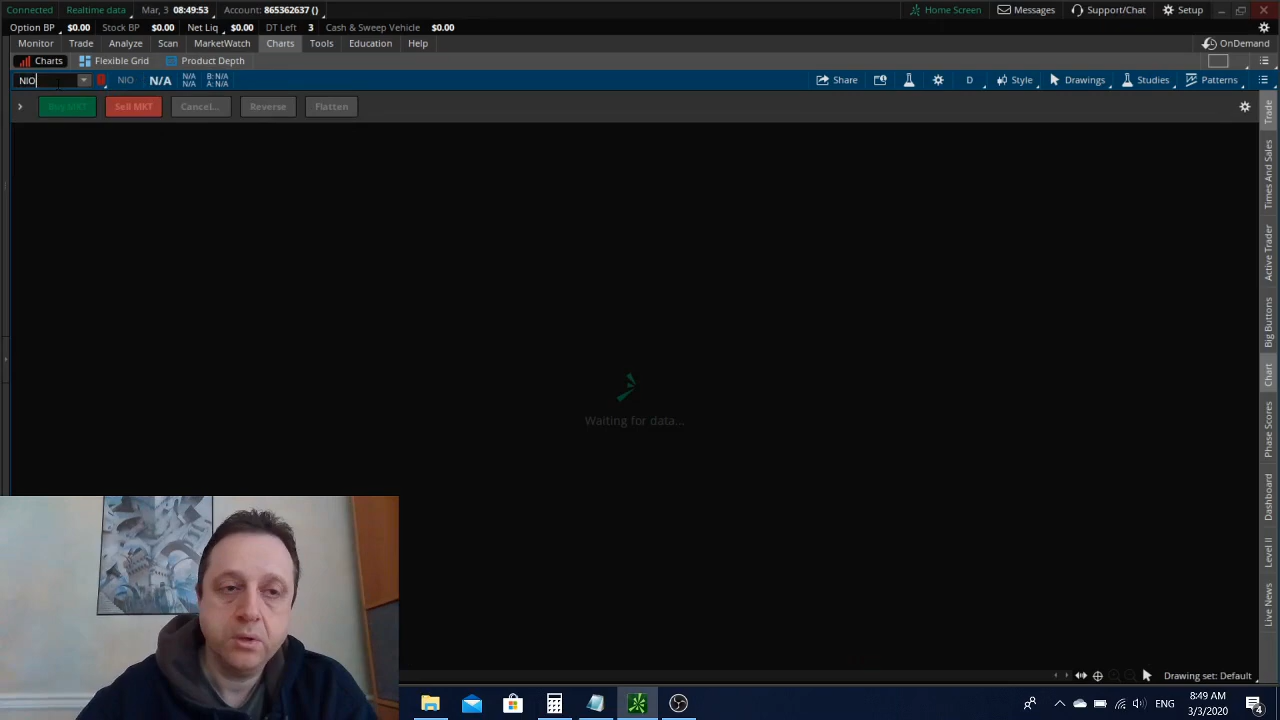 Connected Realtime data Mar, 3 08:49:53 Account: 865362637 () Home Screen Messages Support/Chat Setup
Option BP $0.00 Stock BP $0.00 Net Liq $0.00 DT Left 3 Cash & Sweep Vehicle $0.00
Monitor Trade Analyze Scan MarketWatch Charts Tools Education Help OnDemand
Charts Flexible Grid Product Depth
NIO NIO N/A N/A B: N/A Share D Style Drawings Studies Patterns
N/A A: N/A
Buy MKT Sell MKT Cancel... Reverse Flatten
Trade
Times And Sales
Active Trader
Big Buttons
Chart
Phase Scores
Dashboard
Level II
Live News
Waiting for data...
Drawing set: Default
ENG 8:49 AM
3/3/2020 4